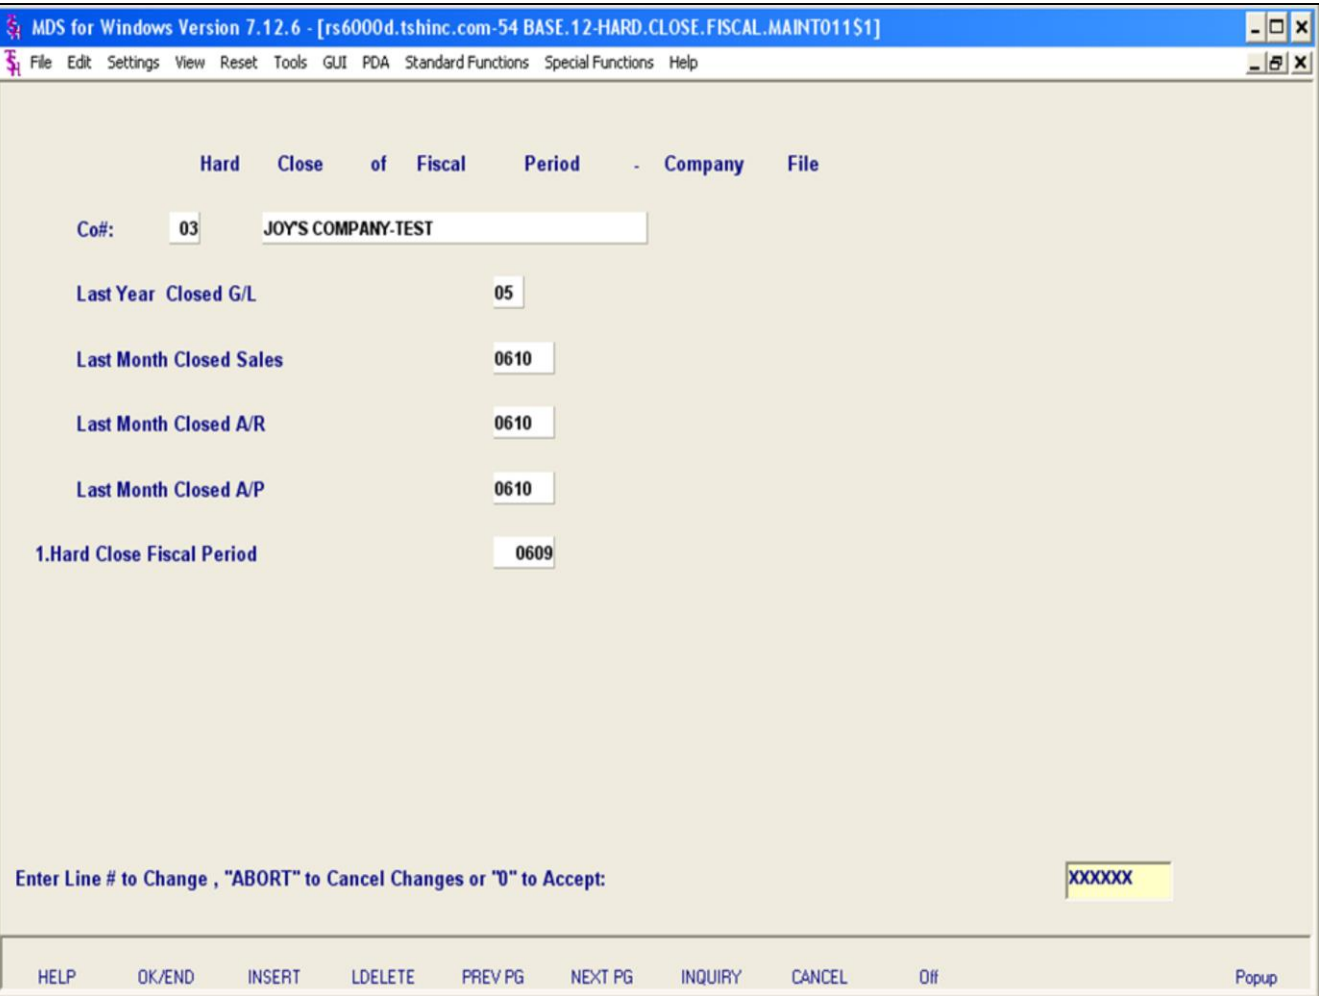 MDS for Windows Version 7.12.6 - [rs6000d.tshinc.com-54 BASE.12-HARD.CLOSE.FISCAL.MAINT011$1]
File Edit Settings View Reset Tools GUI PDA Standard Functions Special Functions Help
Hard Close of Fiscal Period - Company File
Co#: 03 JOY'S COMPANY-TEST
Last Year Closed G/L 05
Last Month Closed Sales 0610
Last Month Closed A/R 0610
Last Month Closed A/P 0610
1.Hard Close Fiscal Period 0609
Enter Line # to Change , "ABORT" to Cancel Changes or "0" to Accept: XXXXXX
HELP OK/END INSERT LDELETE PREV PG NEXT PG INQUIRY CANCEL Off Popup